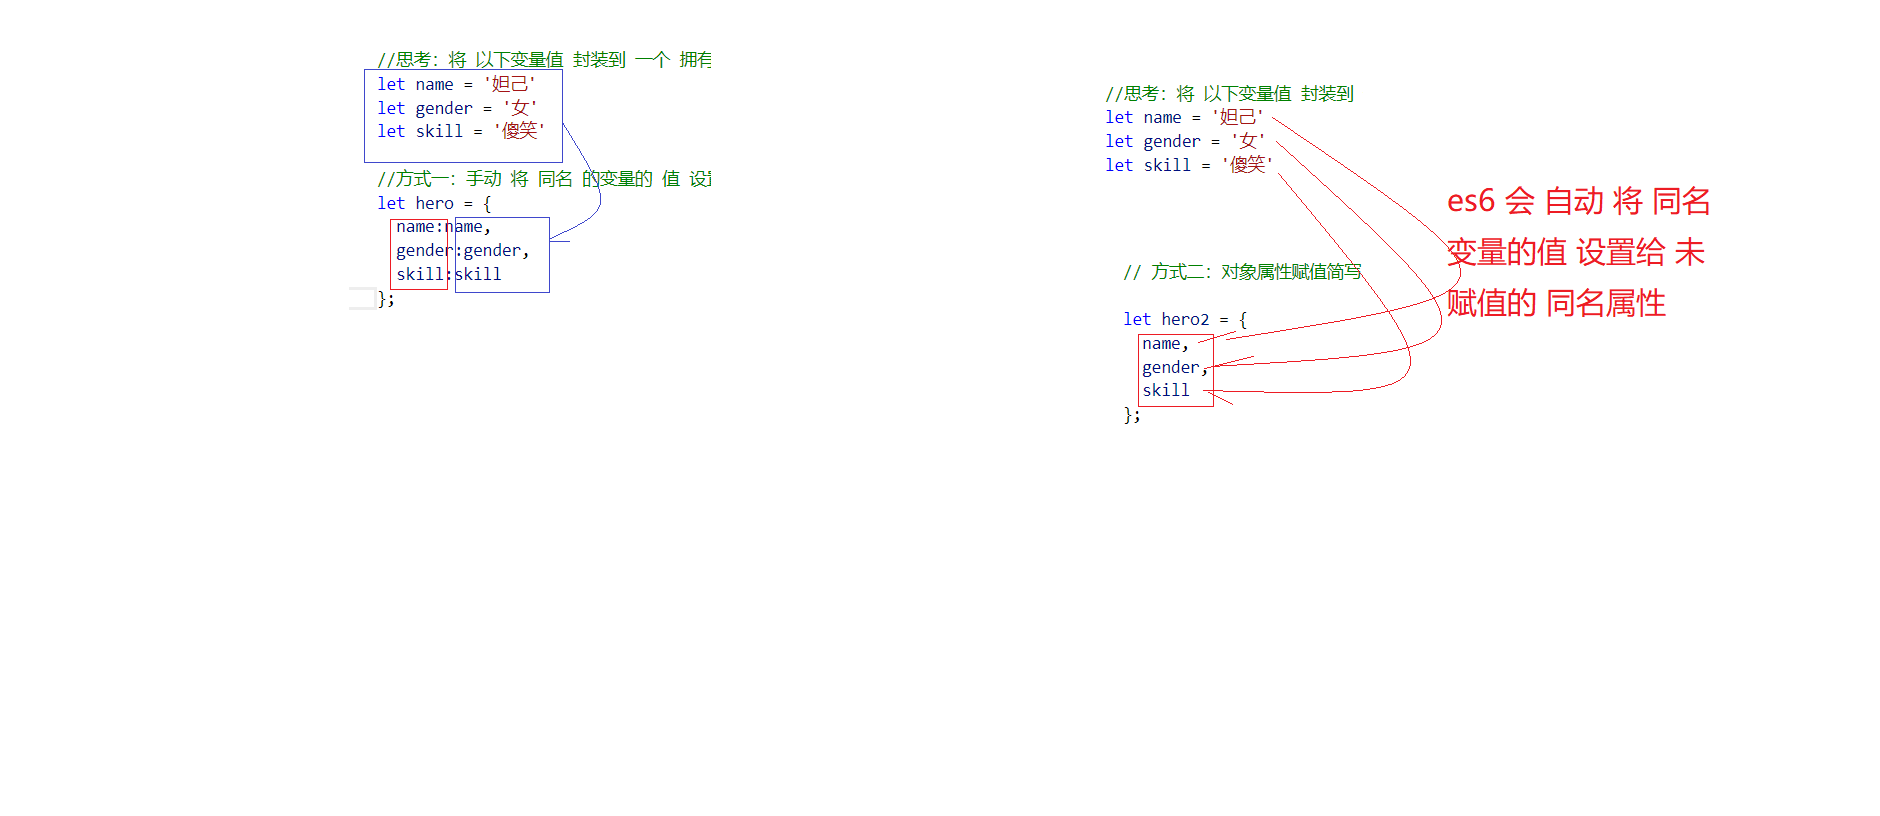 //思考：将 以下变量值 封装到 一个 拥有
let name = '妲己'
let gender = '女'
let skill = '傻笑'
//方式一：手动 将 同名 的变量的 值 设置
let hero = {
name:name,
gender:gender,
skill:skill
};
//思考：将 以下变量值 封装到
let name = '妲己'
let gender = '女'
let skill = '傻笑'
// 方式二：对象属性赋值简写
let hero2 = {
name,
gender,
skill
};
es6 会 自动 将 同名
变量的值 设置给 未
赋值的 同名属性